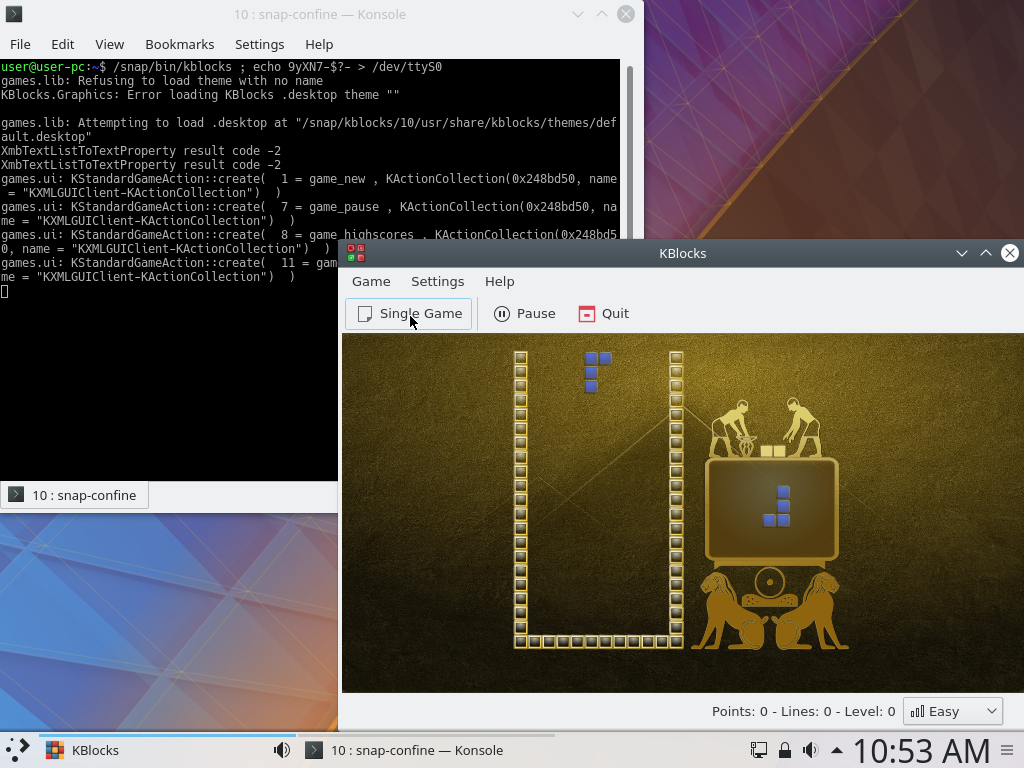 10 : snap-confine — Konsole
File Edit View Bookmarks Settings Help
user@user-pc:~$ /snap/bin/kblocks ; echo 9yXN7-$?- > /dev/ttyS0
games.lib: Refusing to load theme with no name
KBlocks.Graphics: Error loading KBlocks .desktop theme ""
games.lib: Attempting to load .desktop at "/snap/kblocks/10/usr/share/kblocks/themes/def
ault.desktop"
XmbTextListToTextProperty result code -2
XmbTextListToTextProperty result code -2
games.ui: KStandardGameAction::create(  1 = game_new , KActionCollection(0x248bd50, name
 = "KXMLGUIClient-KActionCollection")  )
games.ui: KStandardGameAction::create(  7 = game_pause , KActionCollection(0x248bd50, na
me = "KXMLGUIClient-KActionCollection")  )
games.ui: KStandardGameAction::create(  8 = game_highscores , KActionCollection(0x248bd5
0, name = "KXMLGUIClient-KActionCollection")  )
games.ui: KStandardGameAction::create(  11 = gam
me = "KXMLGUIClient-KActionCollection")  )
KBlocks
Game Settings Help
Single Game Pause Quit
10 : snap-confine
Points: 0 - Lines: 0 - Level: 0 Easy
KBlocks 10 : snap-confine — Konsole 10:53 AM